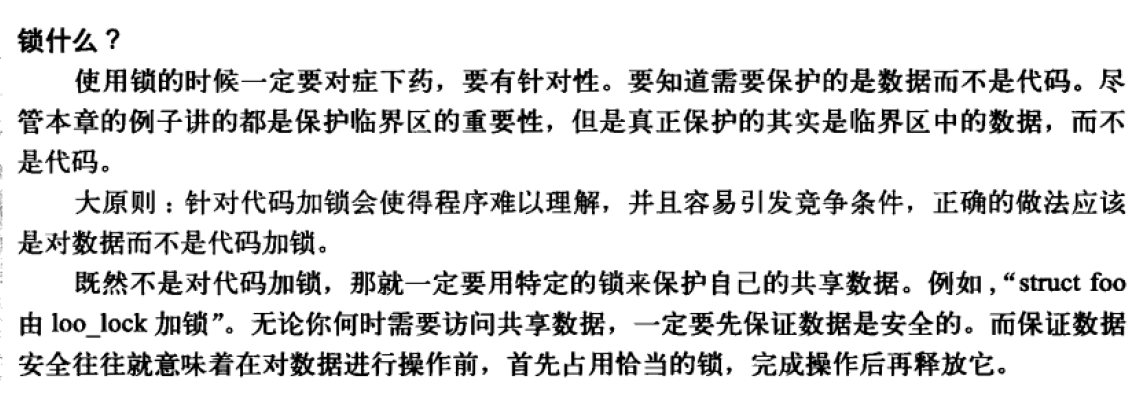 锁什么？
使用锁的时候一定要对症下药，要有针对性。要知道需要保护的是数据而不是代码。尽
管本章的例子讲的都是保护临界区的重要性，但是真正保护的其实是临界区中的数据，而不
是代码。
大原则：针对代码加锁会使得程序难以理解，并且容易引发竞争条件，正确的做法应该
是对数据而不是代码加锁。
既然不是对代码加锁，那就一定要用特定的锁来保护自己的共享数据。例如，“struct foo
由 loo_lock 加锁”。无论你何时需要访问共享数据，一定要先保证数据是安全的。而保证数据
安全往往就意味着在对数据进行操作前，首先占用恰当的锁，完成操作后再释放它。